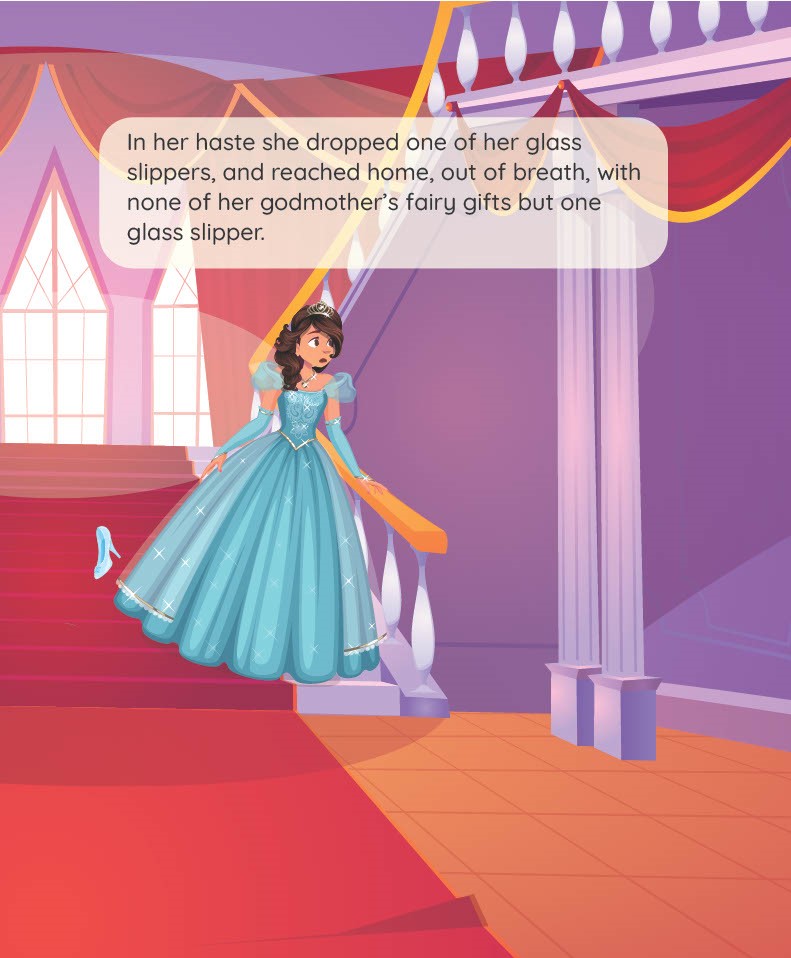 In her haste she dropped one of her glass
slippers, and reached home, out of breath, with
none of her godmother’s fairy gifts but one
glass slipper.